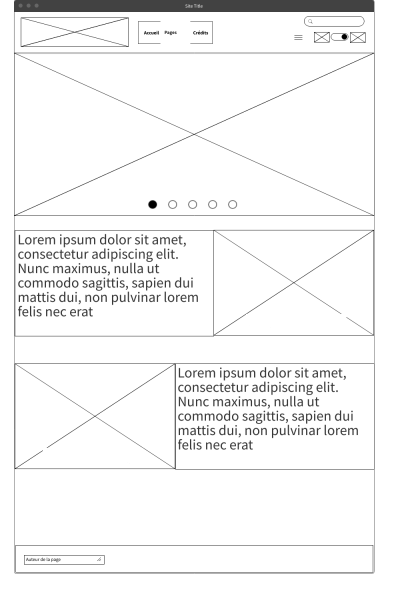 Site Title
Accueil Pages Crédits
Lorem ipsum dolor sit amet,
consectetur adipiscing elit.
Nunc maximus, nulla ut
commodo sagittis, sapien dui
mattis dui, non pulvinar lorem
felis nec erat
Lorem ipsum dolor sit amet,
consectetur adipiscing elit.
Nunc maximus, nulla ut
commodo sagittis, sapien dui
mattis dui, non pulvinar lorem
felis nec erat
Auteur de la page